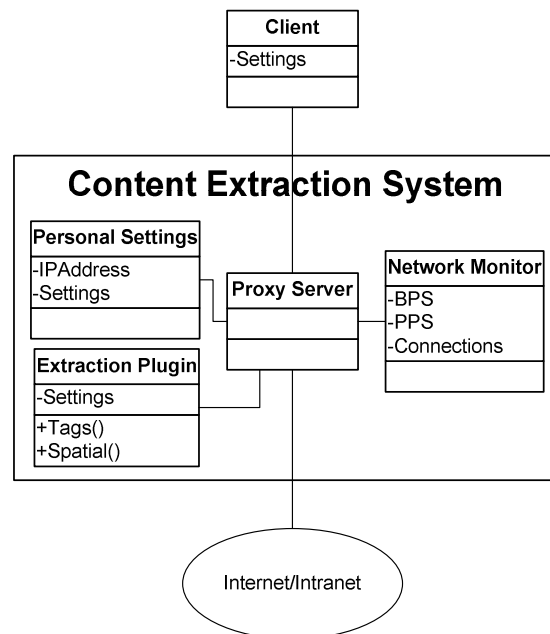 Client
-Settings
Content Extraction System
Personal Settings
-IPAddress
-Settings
Proxy Server
Network Monitor
-BPS
-PPS
-Connections
Extraction Plugin
-Settings
+Tags()
+Spatial()
Internet/Intranet